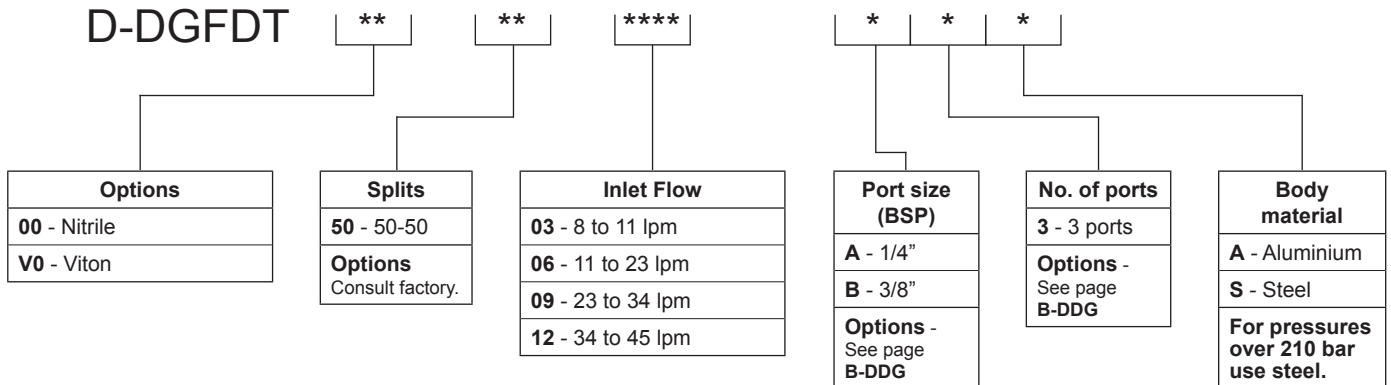 D-DGFDT ** ** **** * * *
Options
00 - Nitrile
V0 - Viton
Splits
50 - 50-50
Options
Consult factory.
Inlet Flow
03 - 8 to 11 lpm
06 - 11 to 23 lpm
09 - 23 to 34 lpm
12 - 34 to 45 lpm
Port size
(BSP)
A - 1/4”
B - 3/8”
Options -
See page
B-DDG
No. of ports
3 - 3 ports
Options -
See page
B-DDG
Body
material
A - Aluminium
S - Steel
For pressures
over 210 bar
use steel.